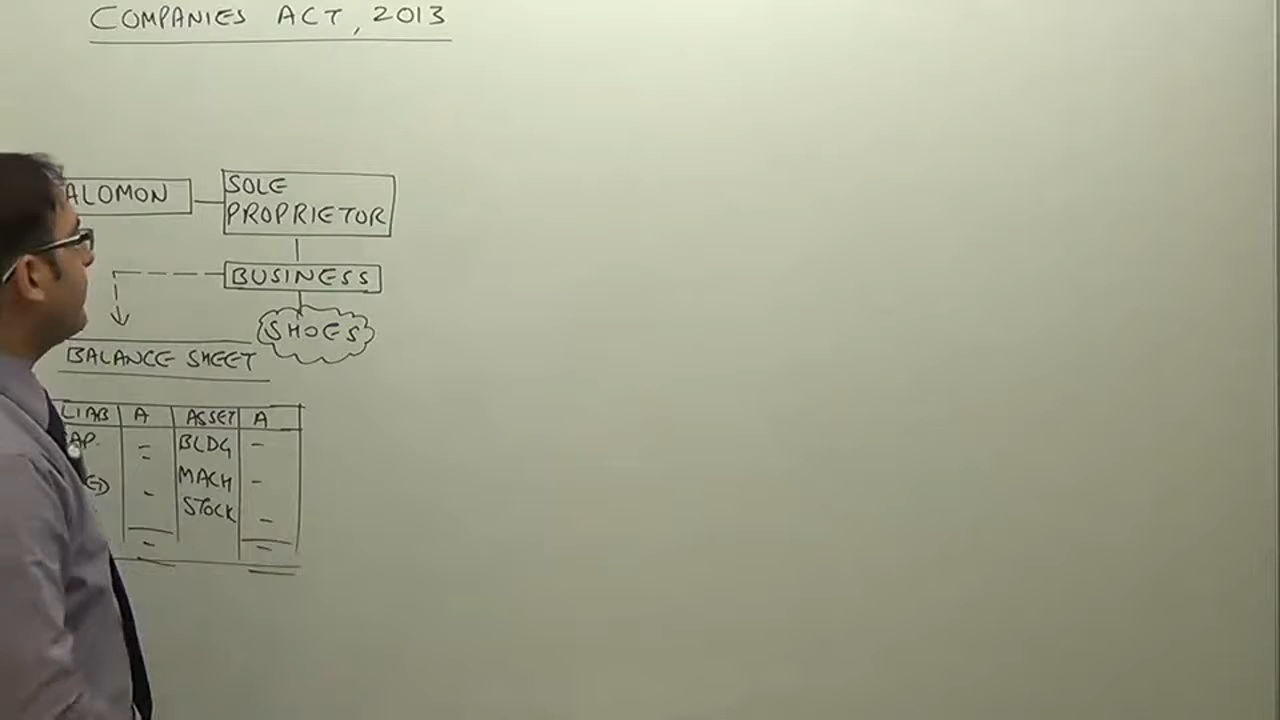 COMPANIES ACT, 2013
ALOMON
SOLE
PROPRIETOR
BUSINESS
SHOES
BALANCE SHEET
LIAB A ASSET A
AP. = BLDG -
- MACH -
STOCK -
- -